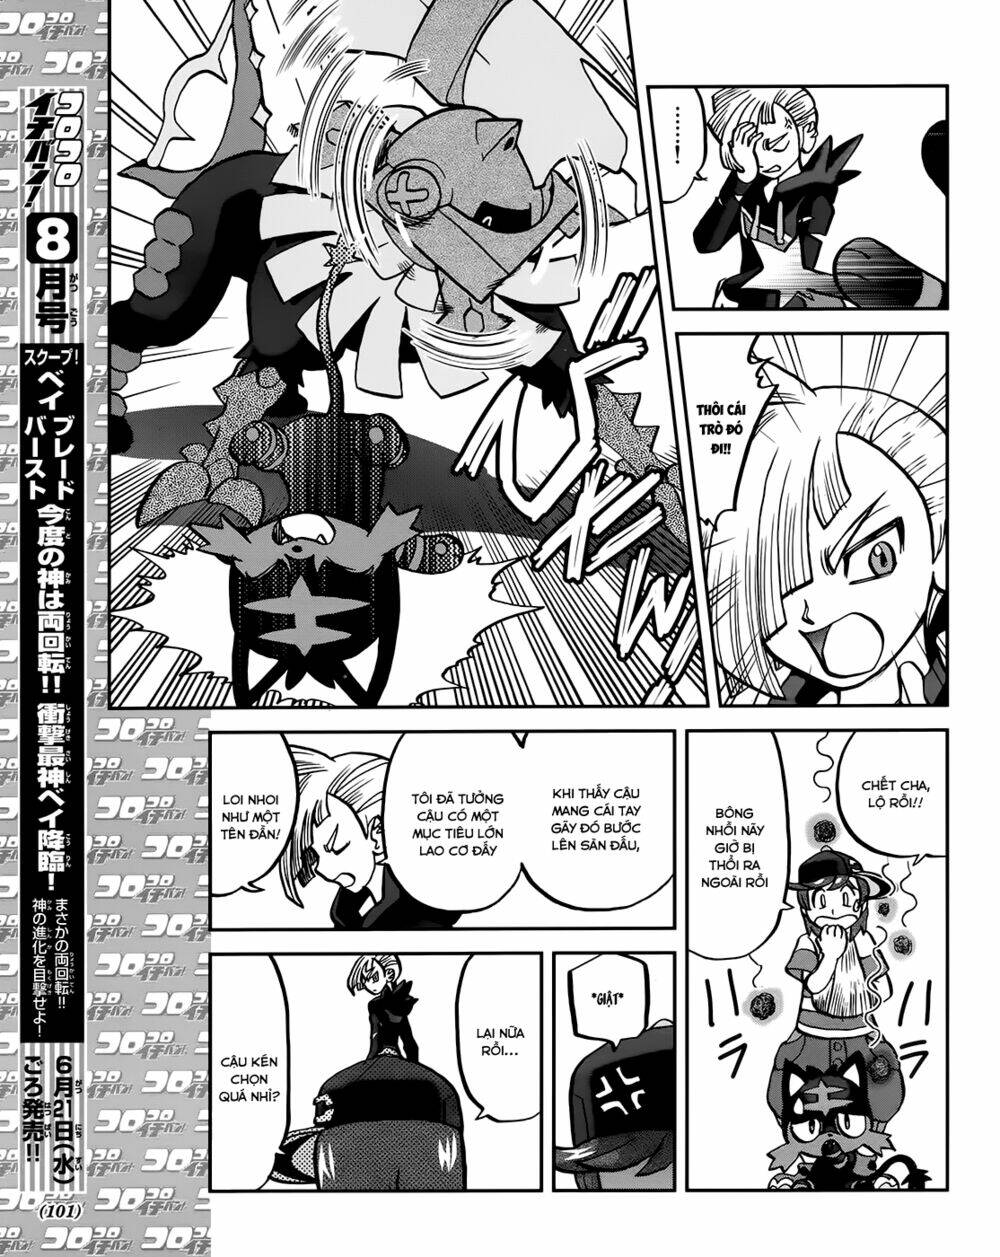 ......!
THÔI CÁI
TRÒ ĐÓ
ĐI!!
CHẾT CHA,
LỘ RỒI!!
BÔNG
NHỒI NÃY
GIỜ BỊ
THỔI RA
NGOÀI RỒI
KHI THẤY CẬU
MANG CÁI TAY
GÃY ĐÓ BƯỚC
LÊN SÀN ĐẤU,
TÔI ĐÃ TƯỞNG
CẬU CÓ MỘT
MỤC TIÊU LỚN
LAO CƠ ĐẤY
LOI NHOI
NHƯ MỘT
TÊN ĐẦN!
*GIẬT*
LẠI NỮA
RỒI...
CẬU KÉN
CHỌN
QUÁ NHỈ?
コロコロ
イチバン!
8月号
スクープ!
ベイブレード
バースト
今度の神は両回転!!
衝撃最神ベイ降臨!
まさかの両回転!!
神の進化を目撃せよ!
6月21日(水)
ごろ発売!!
(101)